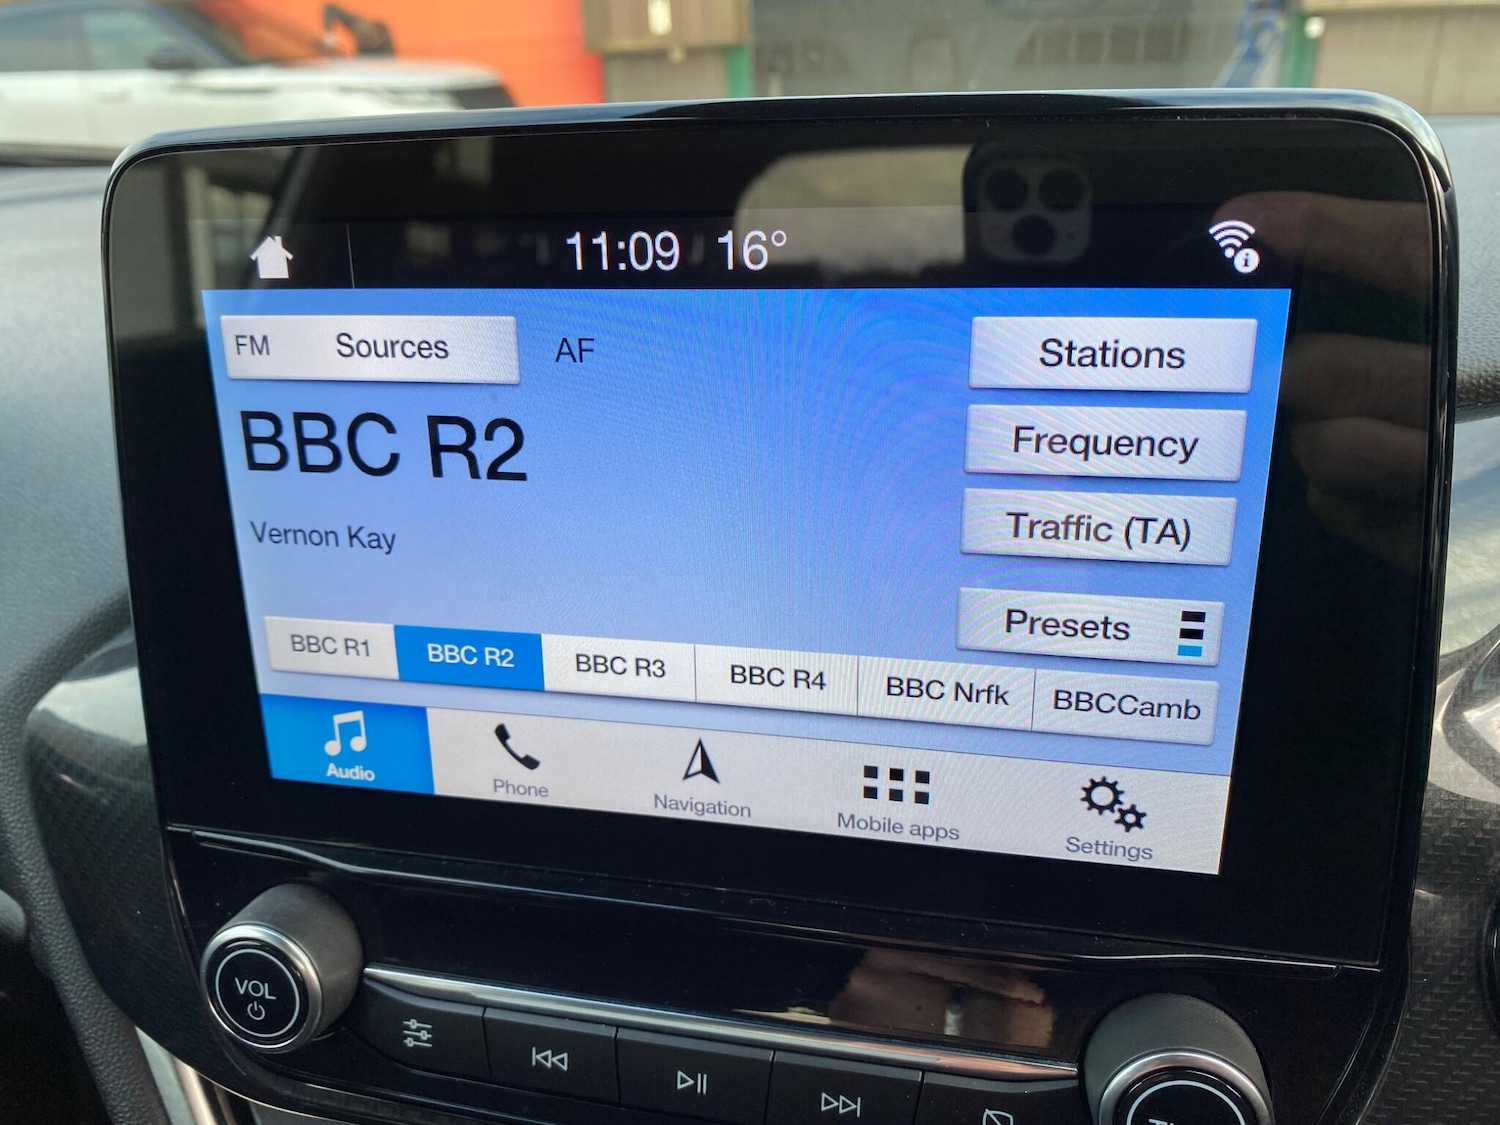 11:09 16°
FM Sources AF
Stations
BBC R2
Frequency
Vernon Kay
Traffic (TA)
Presets
BBC R1 BBC R2 BBC R3 BBC R4 BBC Nrfk BBCCamb
Audio Phone Navigation Mobile apps Settings
VOL